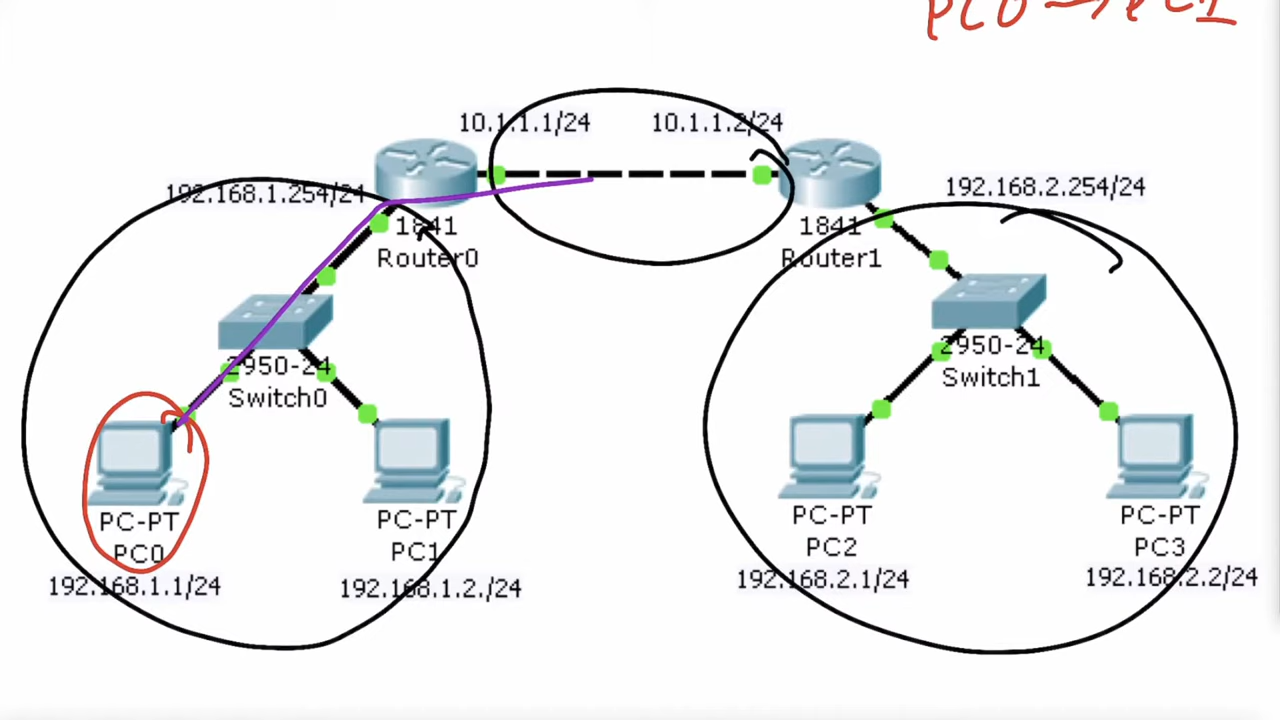 PC0 → PC1
10.1.1.1/24
10.1.1.2/24
192.168.1.254/24
192.168.2.254/24
1841
Router0
1841
Router1
2950-24
Switch0
2950-24
Switch1
PC-PT
PC0
192.168.1.1/24
PC-PT
PC1
192.168.1.2./24
PC-PT
PC2
192.168.2.1/24
PC-PT
PC3
192.168.2.2/24